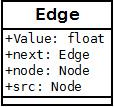 Edge
+Value: float
+next: Edge
+node: Node
+src: Node